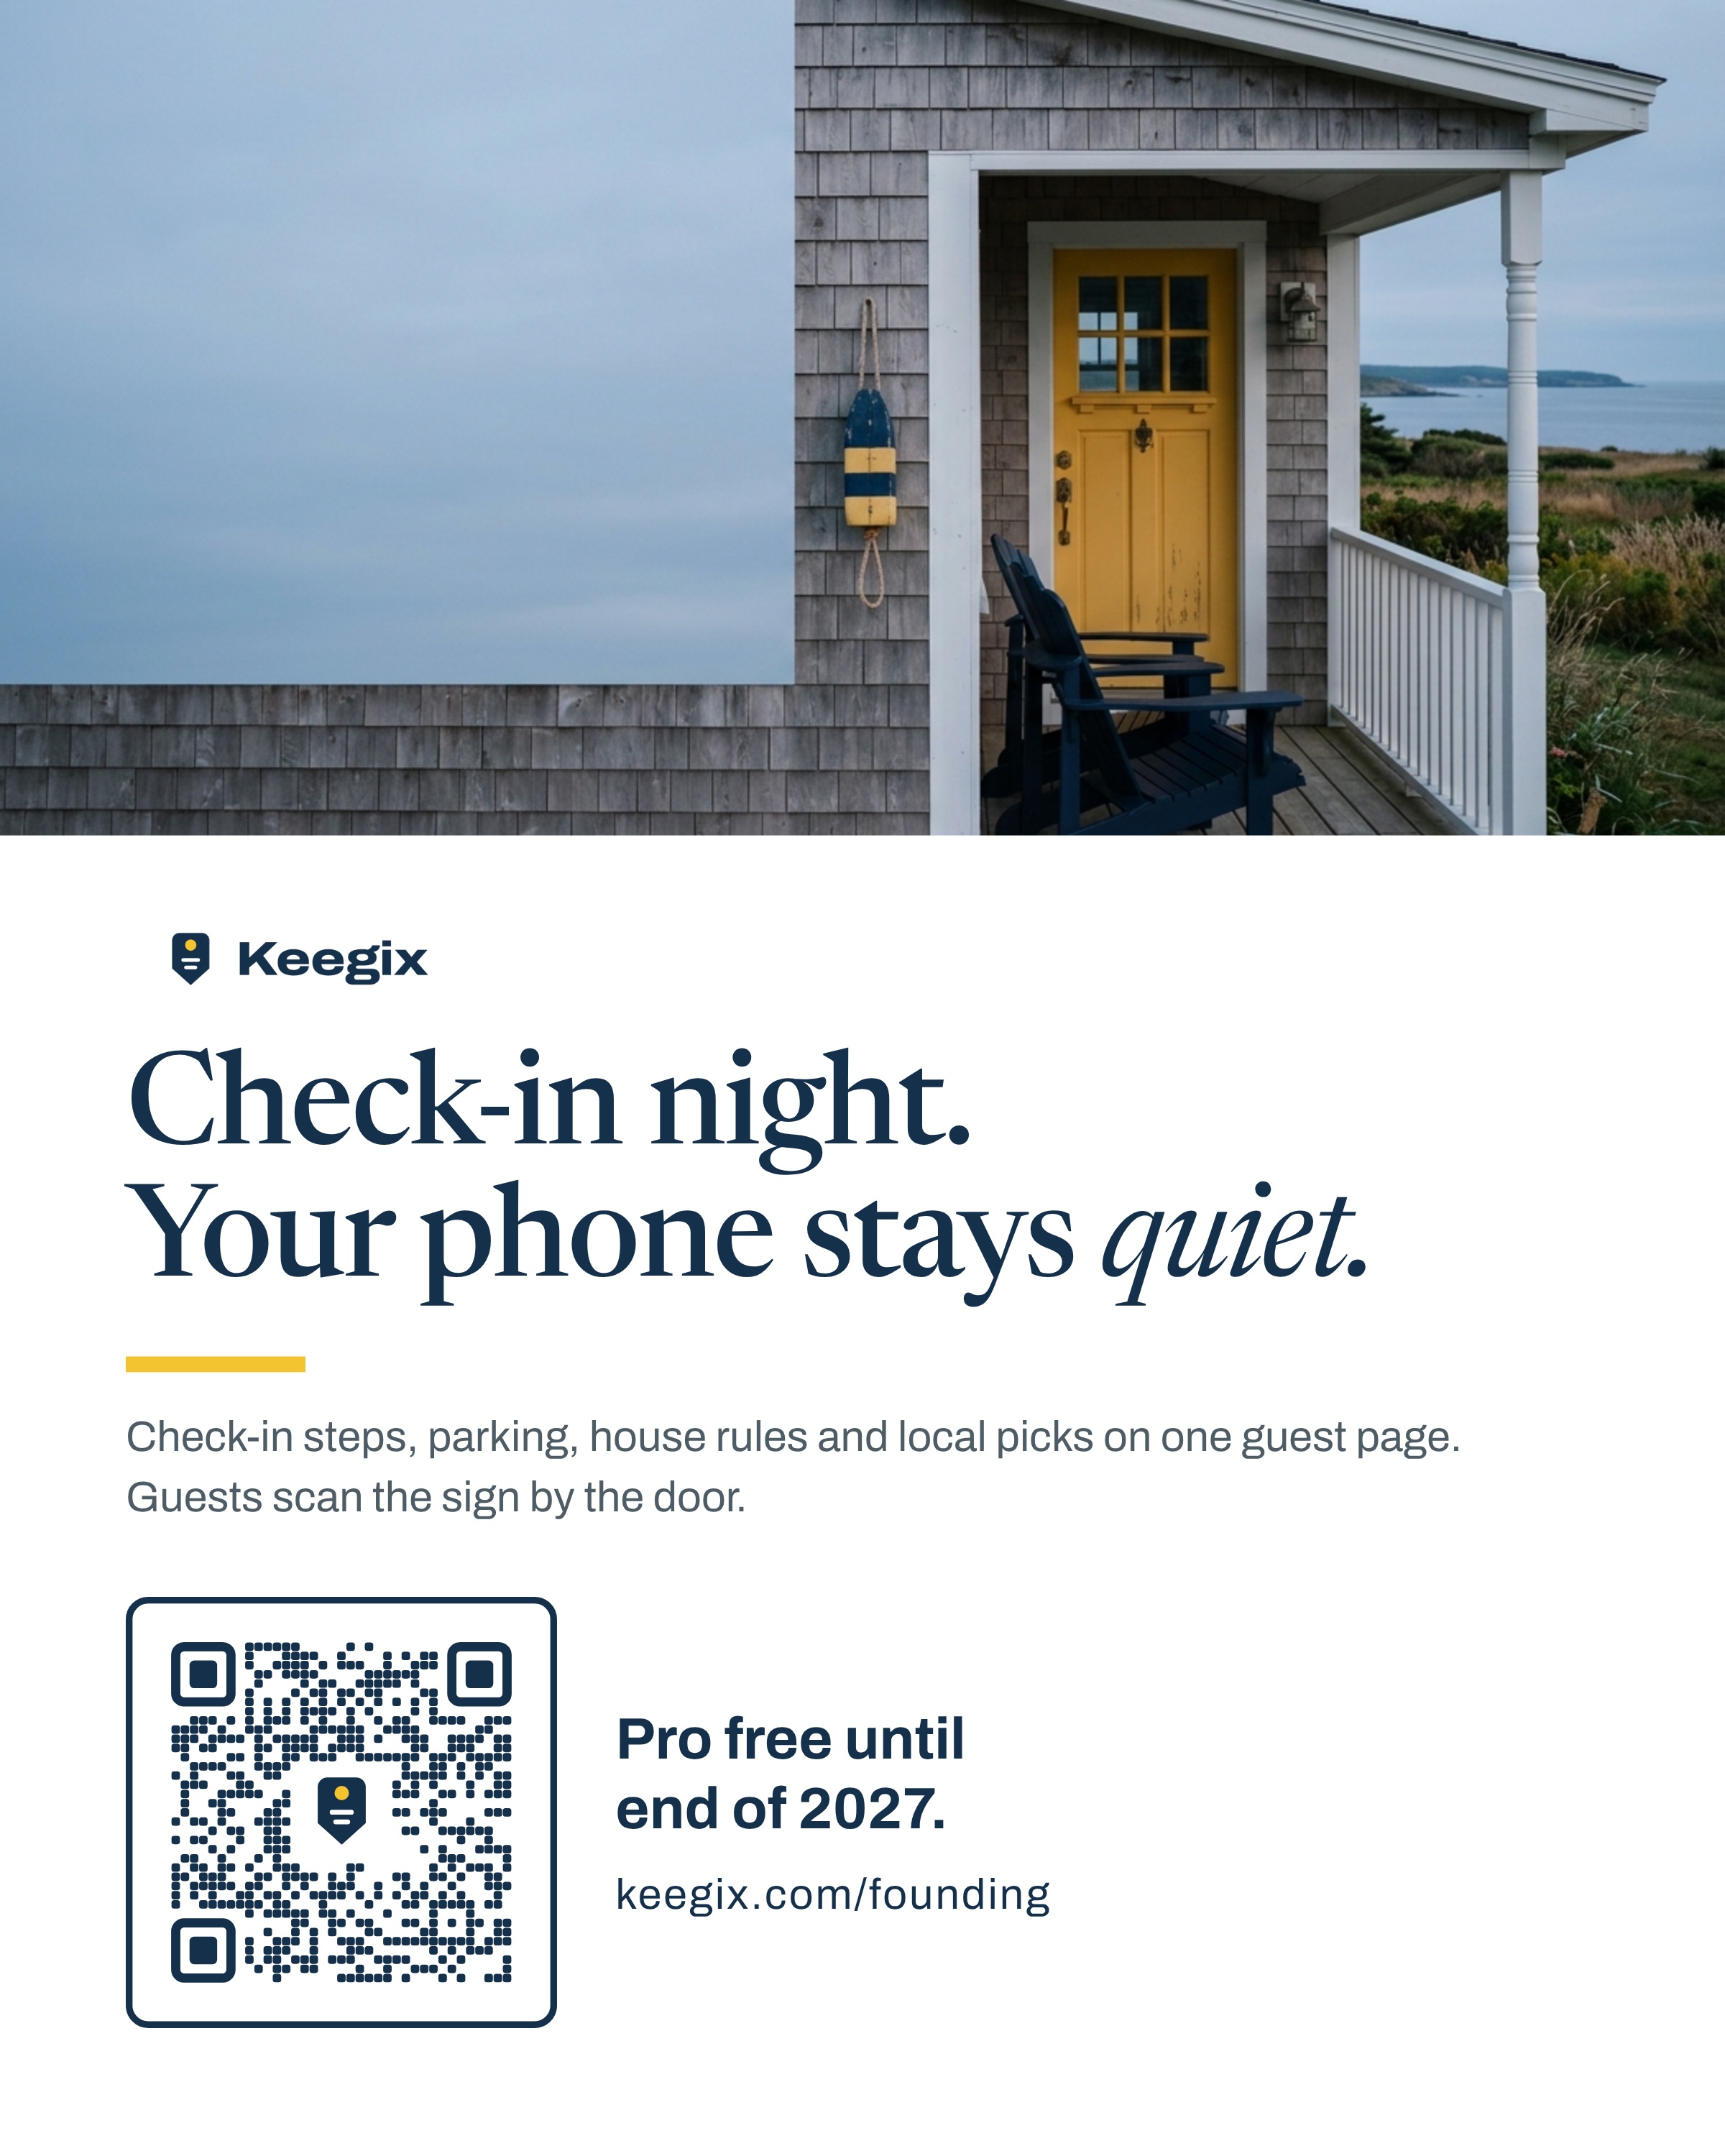 Keegix
Check-in night.
Your phone stays quiet.
Check-in steps, parking, house rules and local picks on one guest page.
Guests scan the sign by the door.
Pro free until
end of 2027.
keegix.com/founding